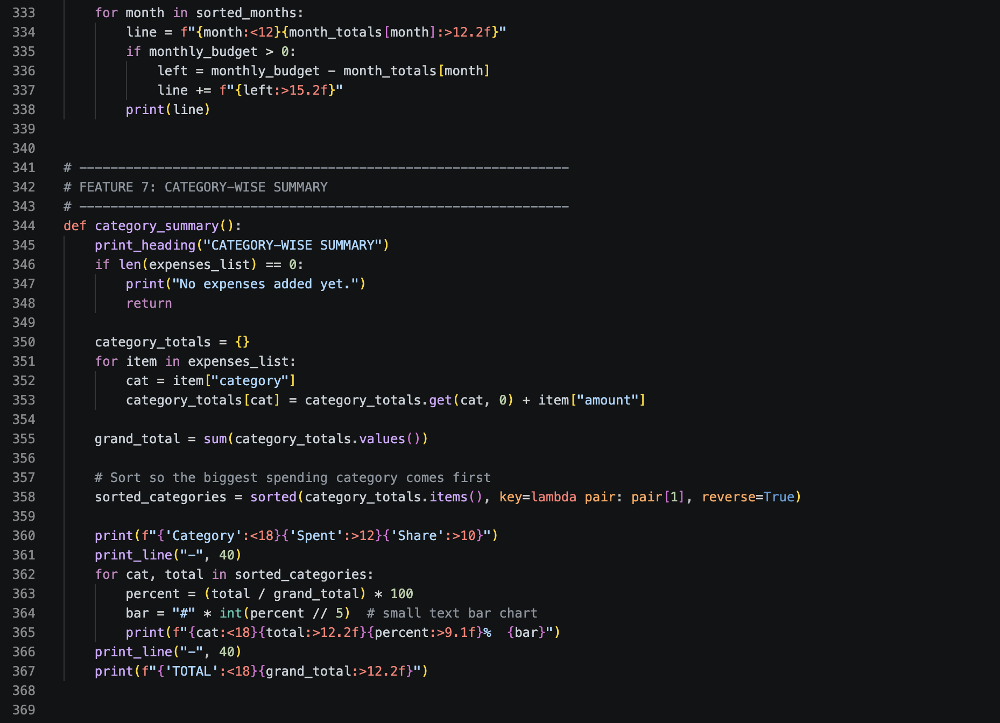 333     for month in sorted_months:
334         line = f"{month:<12}{month_totals[month]:>12.2f}"
335         if monthly_budget > 0:
336             left = monthly_budget - month_totals[month]
337             line += f"{left:>15.2f}"
338         print(line)
339
340
341 # ---------------------------------------------------------------
342 # FEATURE 7: CATEGORY-WISE SUMMARY
343 # ---------------------------------------------------------------
344 def category_summary():
345     print_heading("CATEGORY-WISE SUMMARY")
346     if len(expenses_list) == 0:
347         print("No expenses added yet.")
348         return
349
350     category_totals = {}
351     for item in expenses_list:
352         cat = item["category"]
353         category_totals[cat] = category_totals.get(cat, 0) + item["amount"]
354
355     grand_total = sum(category_totals.values())
356
357     # Sort so the biggest spending category comes first
358     sorted_categories = sorted(category_totals.items(), key=lambda pair: pair[1], reverse=True)
359
360     print(f"{'Category':<18}{'Spent':>12}{'Share':>10}")
361     print_line("-", 40)
362     for cat, total in sorted_categories:
363         percent = (total / grand_total) * 100
364         bar = "#" * int(percent // 5)  # small text bar chart
365         print(f"{cat:<18}{total:>12.2f}{percent:>9.1f}%  {bar}")
366     print_line("-", 40)
367     print(f"{'TOTAL':<18}{grand_total:>12.2f}")
368
369